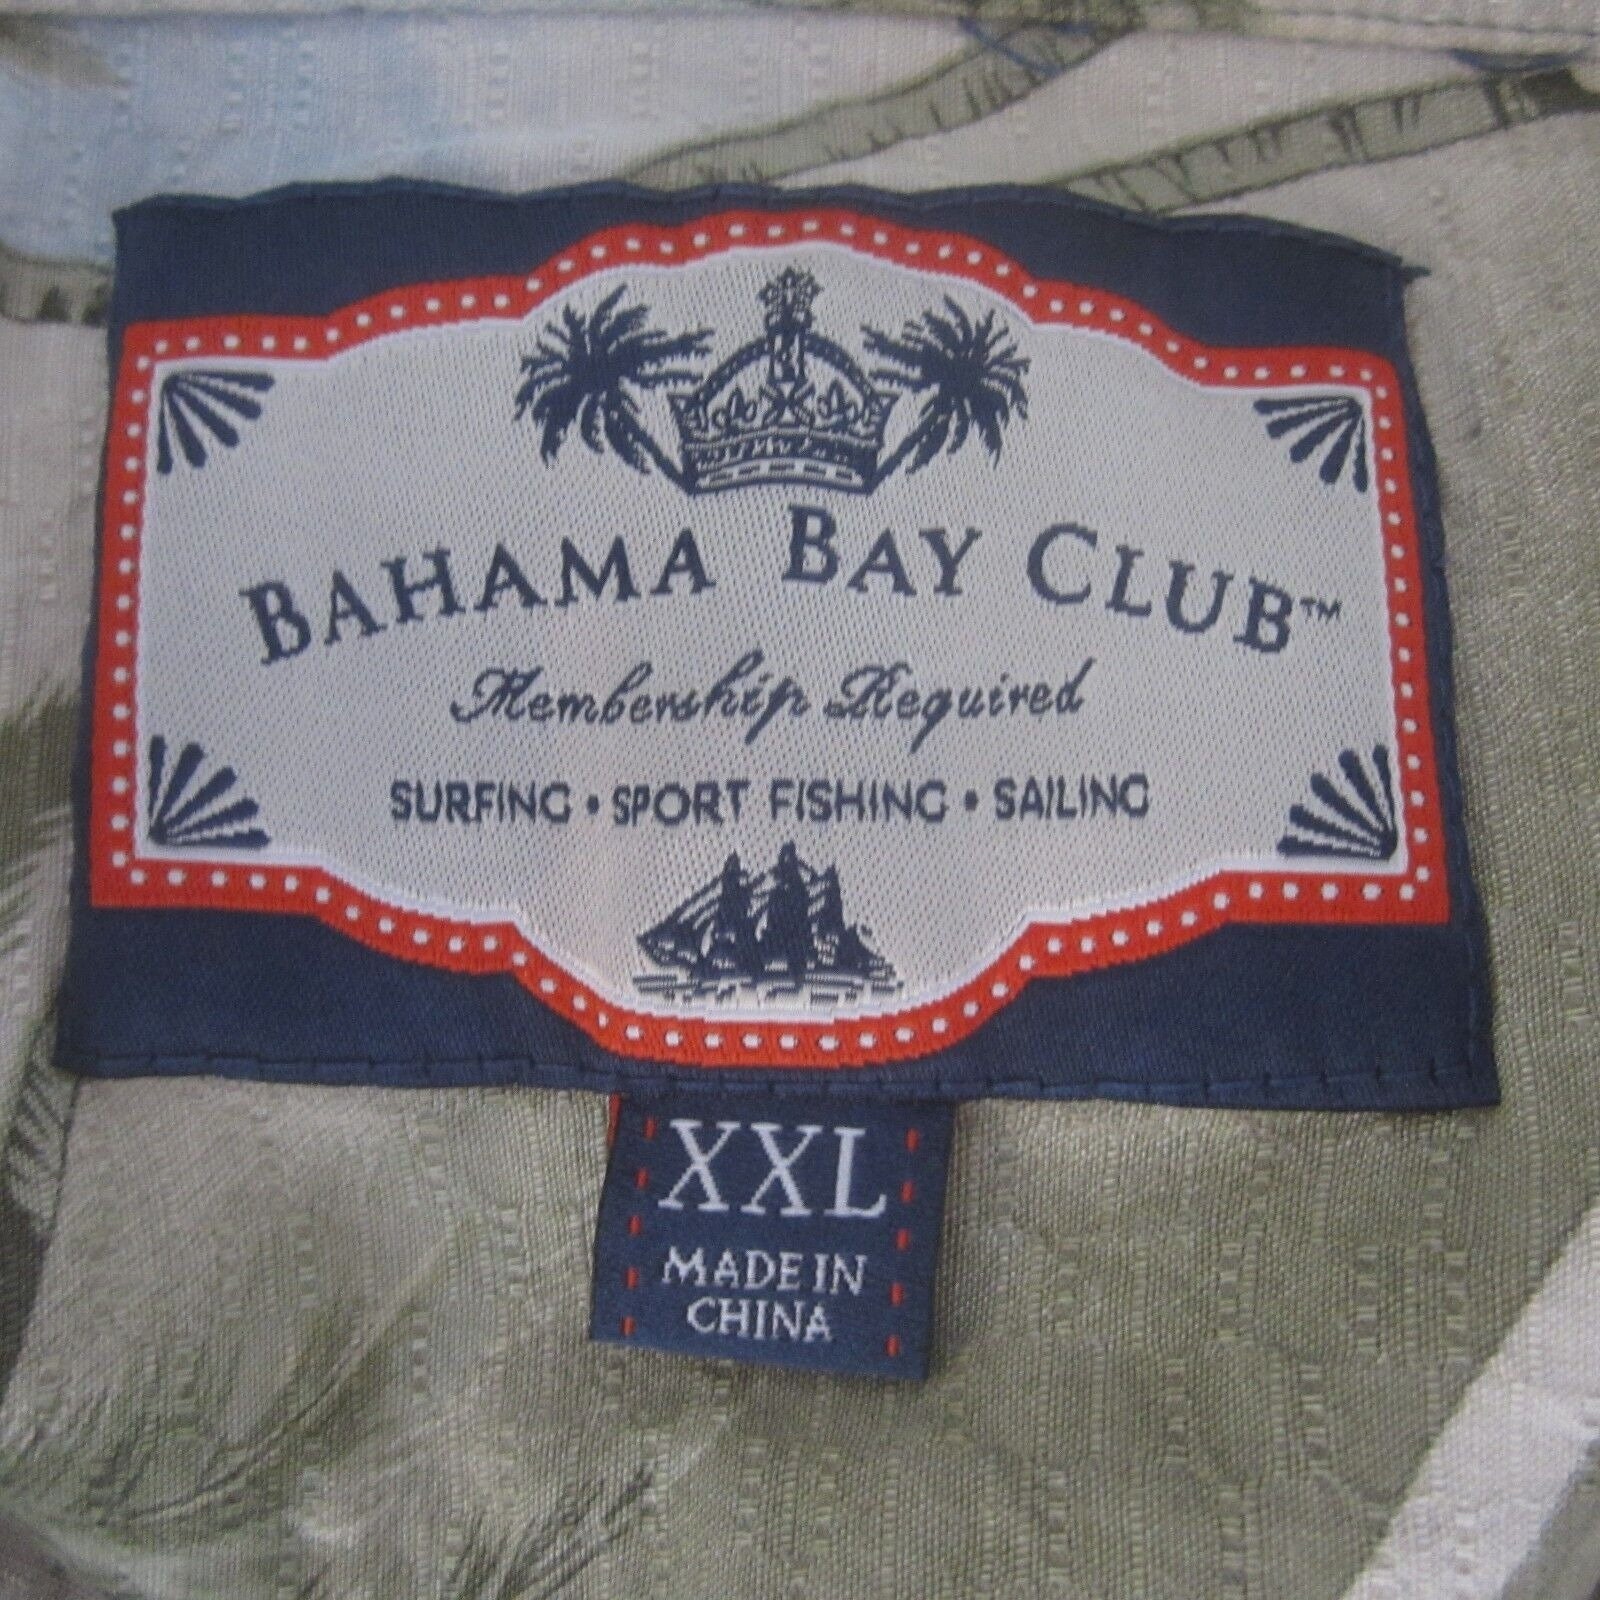 BAHAMA BAY CLUB™
Membership Required
SURFING • SPORT FISHING • SAILING
XXL
MADE IN
CHINA